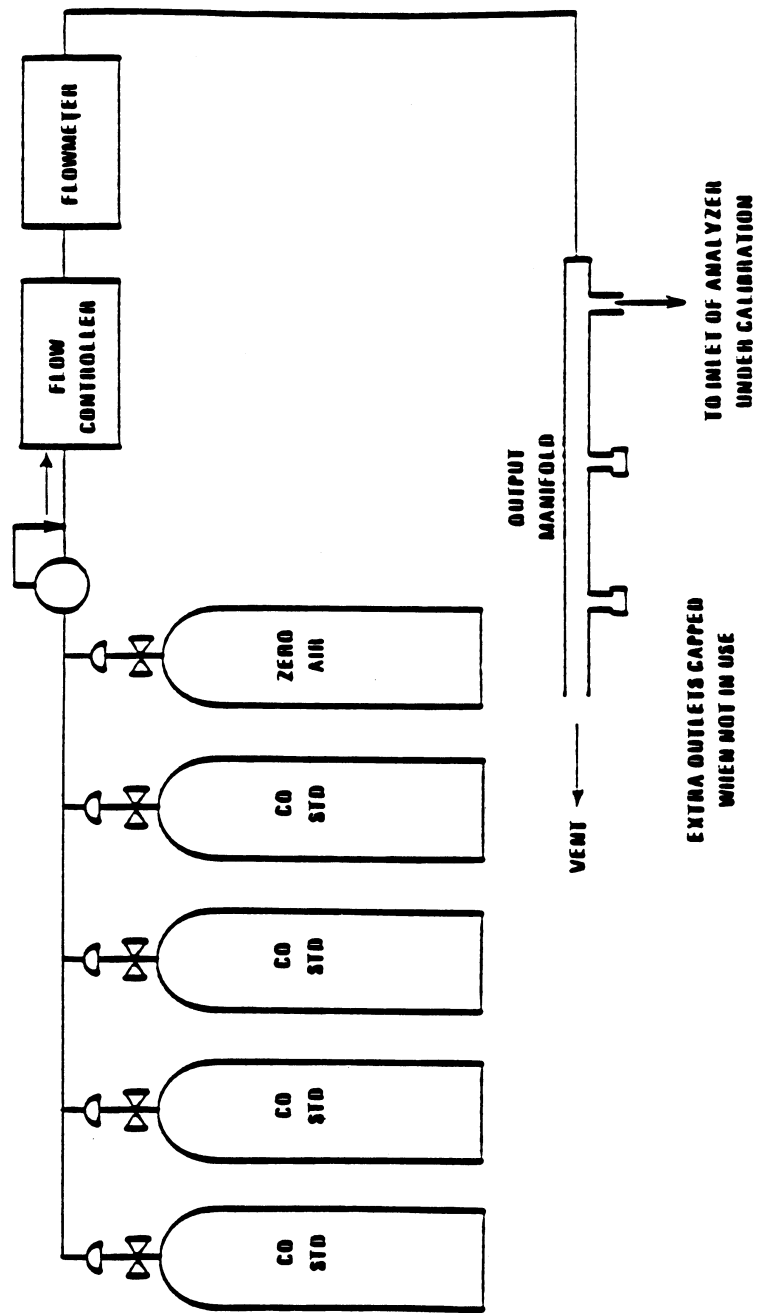 FLOWMETER
FLOW
CONTROLLER
ZERO
AIR
CO
STD
CO
STD
CO
STD
CO
STD
OUTPUT
MANIFOLD
VENT
TO INLET OF ANALYZER
UNDER CALIBRATION
EXTRA OUTLETS CAPPED
WHEN NOT IN USE